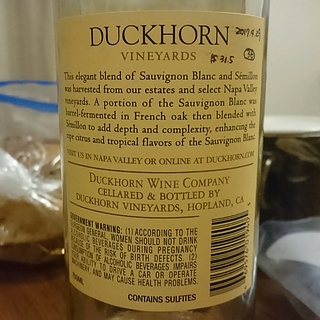 DUCKHORN
VINEYARDS
This elegant blend of Sauvignon Blanc and Sémillon
was harvested from our estates and select Napa Valley
vineyards. A portion of the Sauvignon Blanc was
barrel-fermented in French oak then blended with
Sémillon to add depth and complexity, enhancing the
ripe citrus and tropical flavors of the Sauvignon Blanc.
VISIT US IN NAPA VALLEY OR ONLINE AT DUCKHORN.COM
DUCKHORN WINE COMPANY
CELLARED & BOTTLED BY
DUCKHORN VINEYARDS, HOPLAND, CA
GOVERNMENT WARNING: (1) ACCORDING TO THE
SURGEON GENERAL, WOMEN SHOULD NOT DRINK
ALCOHOLIC BEVERAGES DURING PREGNANCY
BECAUSE OF THE RISK OF BIRTH DEFECTS. (2)
CONSUMPTION OF ALCOHOLIC BEVERAGES IMPAIRS
YOUR ABILITY TO DRIVE A CAR OR OPERATE
MACHINERY, AND MAY CAUSE HEALTH PROBLEMS.
750ML
CONTAINS SULFITES